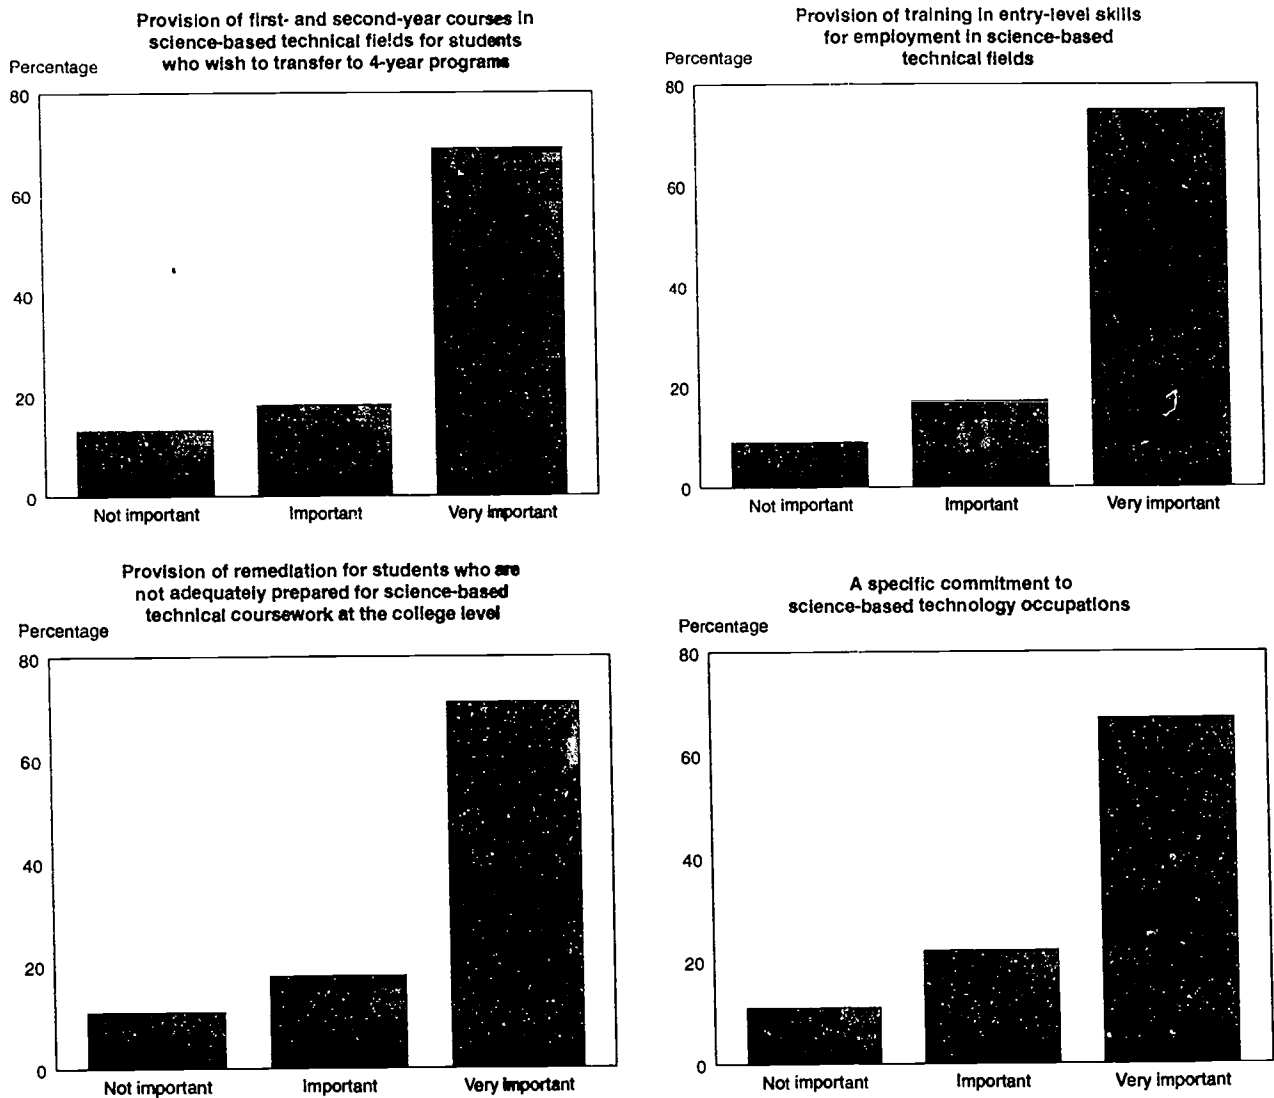 Provision of first- and second-year courses in
science-based technical fields for students
who wish to transfer to 4-year programs
Percentage
80
60
40
20
0
Not important
Important
Very important
Provision of training in entry-level skills
for employment in science-based
technical fields
Percentage
80
60
40
20
0
Not important
Important
Very important
Provision of remediation for students who are
not adequately prepared for science-based
technical coursework at the college level
Percentage
80
60
40
20
0
Not important
Important
Very important
A specific commitment to
science-based technology occupations
Percentage
80
60
40
20
0
Not important
Important
Very important